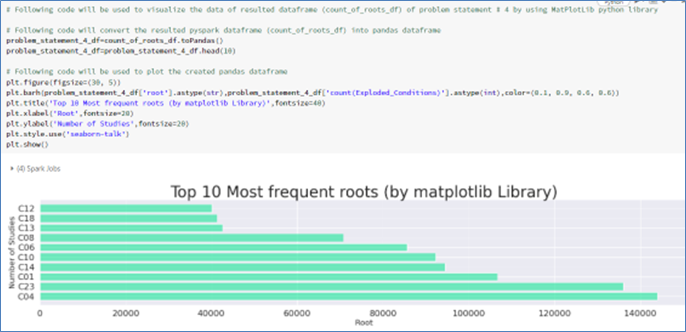 # Following code will be used to visualize the data of resulted dataframe (count_of_roots_df) of problem statement # 4 by using MatPlotLib python library
# Following code will convert the resulted pyspark dataframe (count_of_roots_df) into pandas dataframe
problem_statement_4_df=count_of_roots_df.toPandas()
problem_statement_4_df=problem_statement_4_df.head(10)
# Following code will be used to plot the created pandas dataframe
plt.figure(figsize=(30, 5))
plt.barh(problem_statement_4_df['root'].astype(str),problem_statement_4_df['count(Exploded_Conditions)'].astype(int),color=(0.1, 0.9, 0.6, 0.6))
plt.title('Top 10 Most frequent roots (by matplotlib Library)',fontsize=40)
plt.xlabel('Root',fontsize=20)
plt.ylabel('Number of Studies',fontsize=20)
plt.style.use('seaborn-talk')
plt.show()
(4) Spark Jobs
Top 10 Most frequent roots (by matplotlib Library)
Number of Studies
C12
C18
C13
C08
C06
C10
C14
C01
C23
C04
0 20000 40000 60000 80000 100000 120000 140000
Root